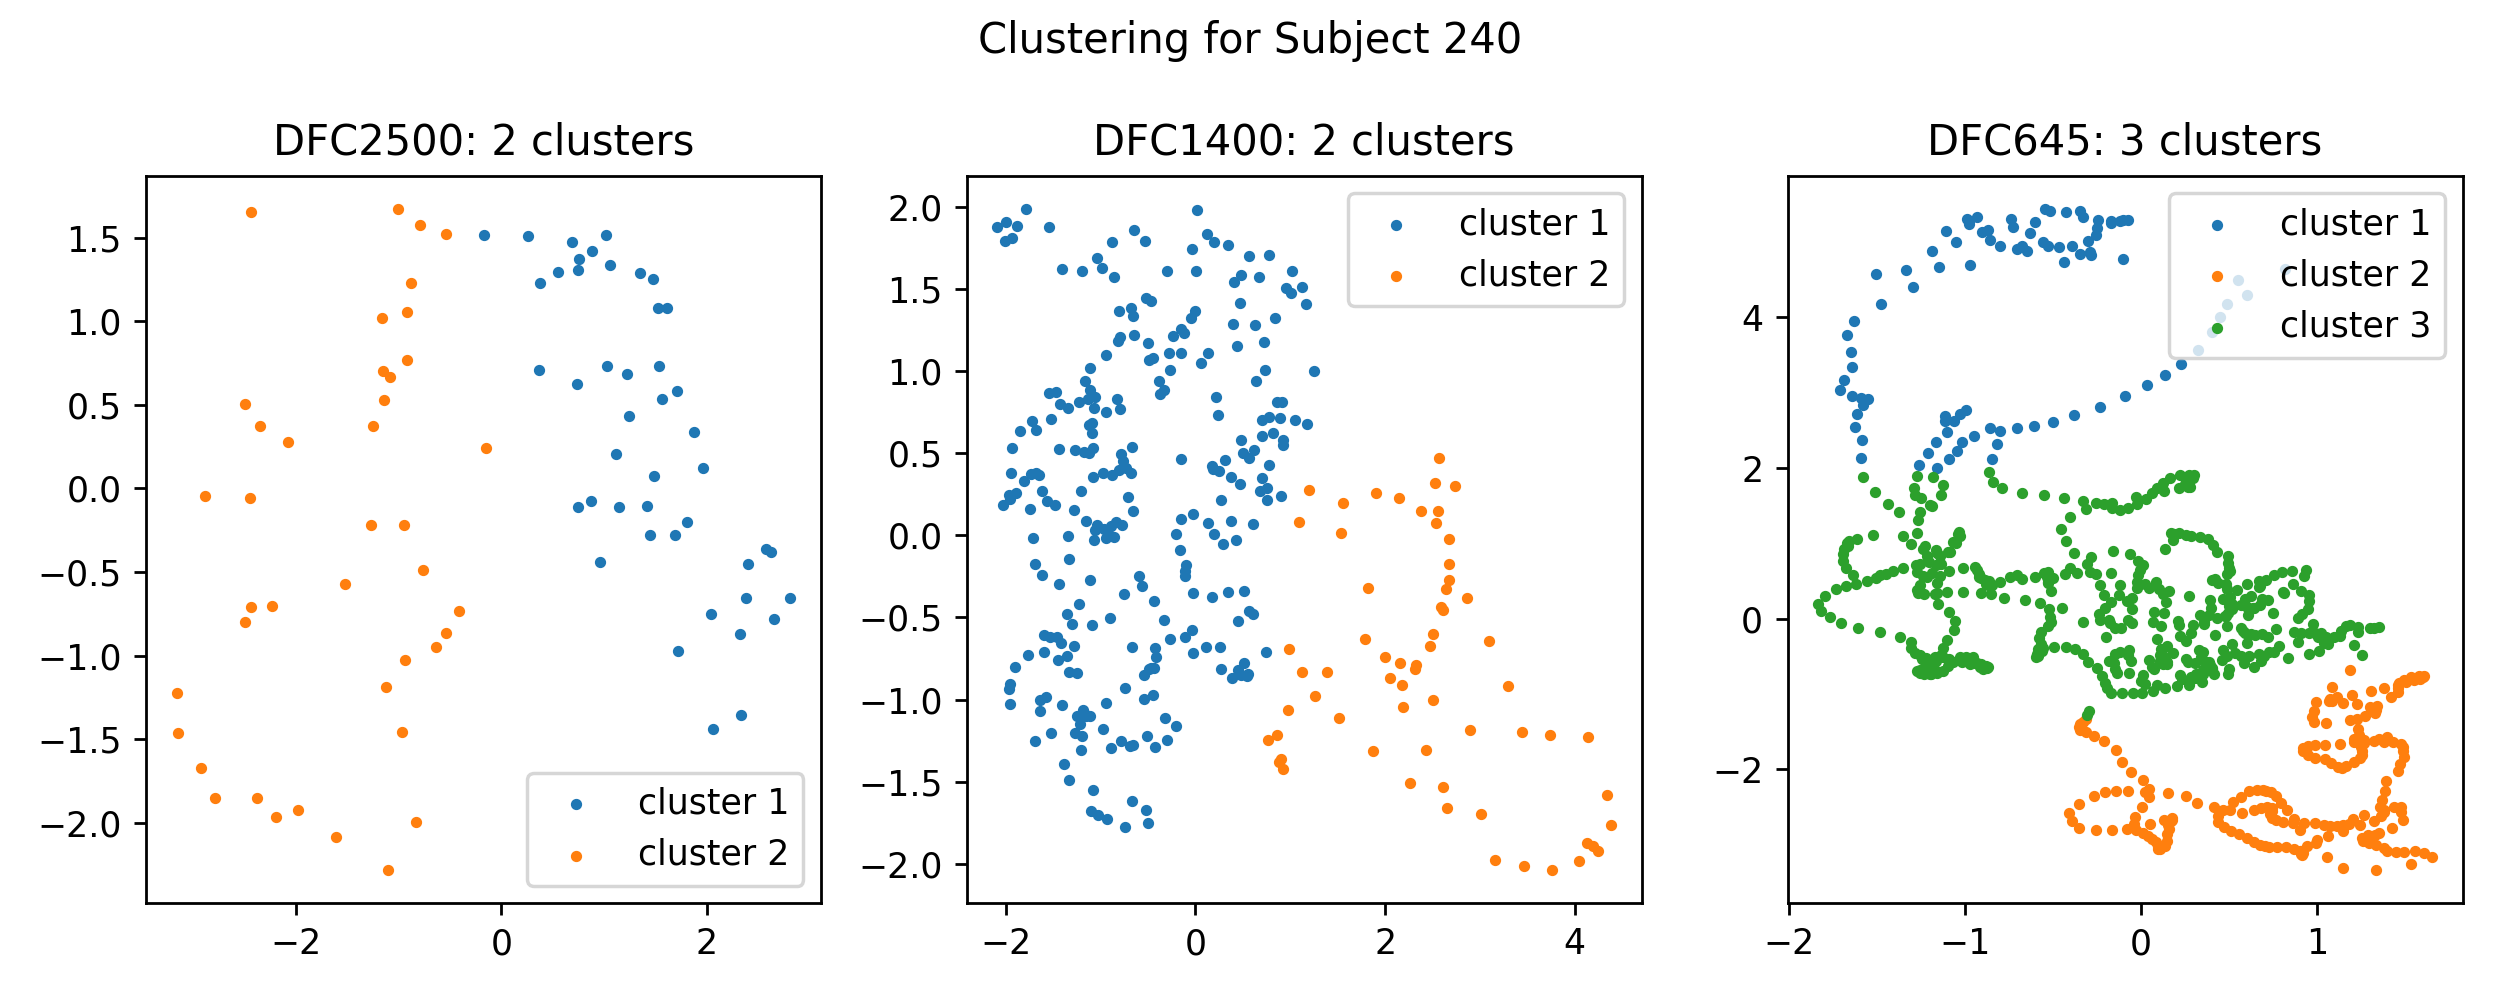 Clustering for Subject 240
DFC2500: 2 clusters
1.5
1.0
0.5
0.0
−0.5
−1.0
−1.5
−2.0
−2
0
2
cluster 1
cluster 2
DFC1400: 2 clusters
2.0
1.5
1.0
0.5
0.0
−0.5
−1.0
−1.5
−2.0
−2
0
2
4
cluster 1
cluster 2
DFC645: 3 clusters
4
2
0
−2
−2
−1
0
1
cluster 1
cluster 2
cluster 3